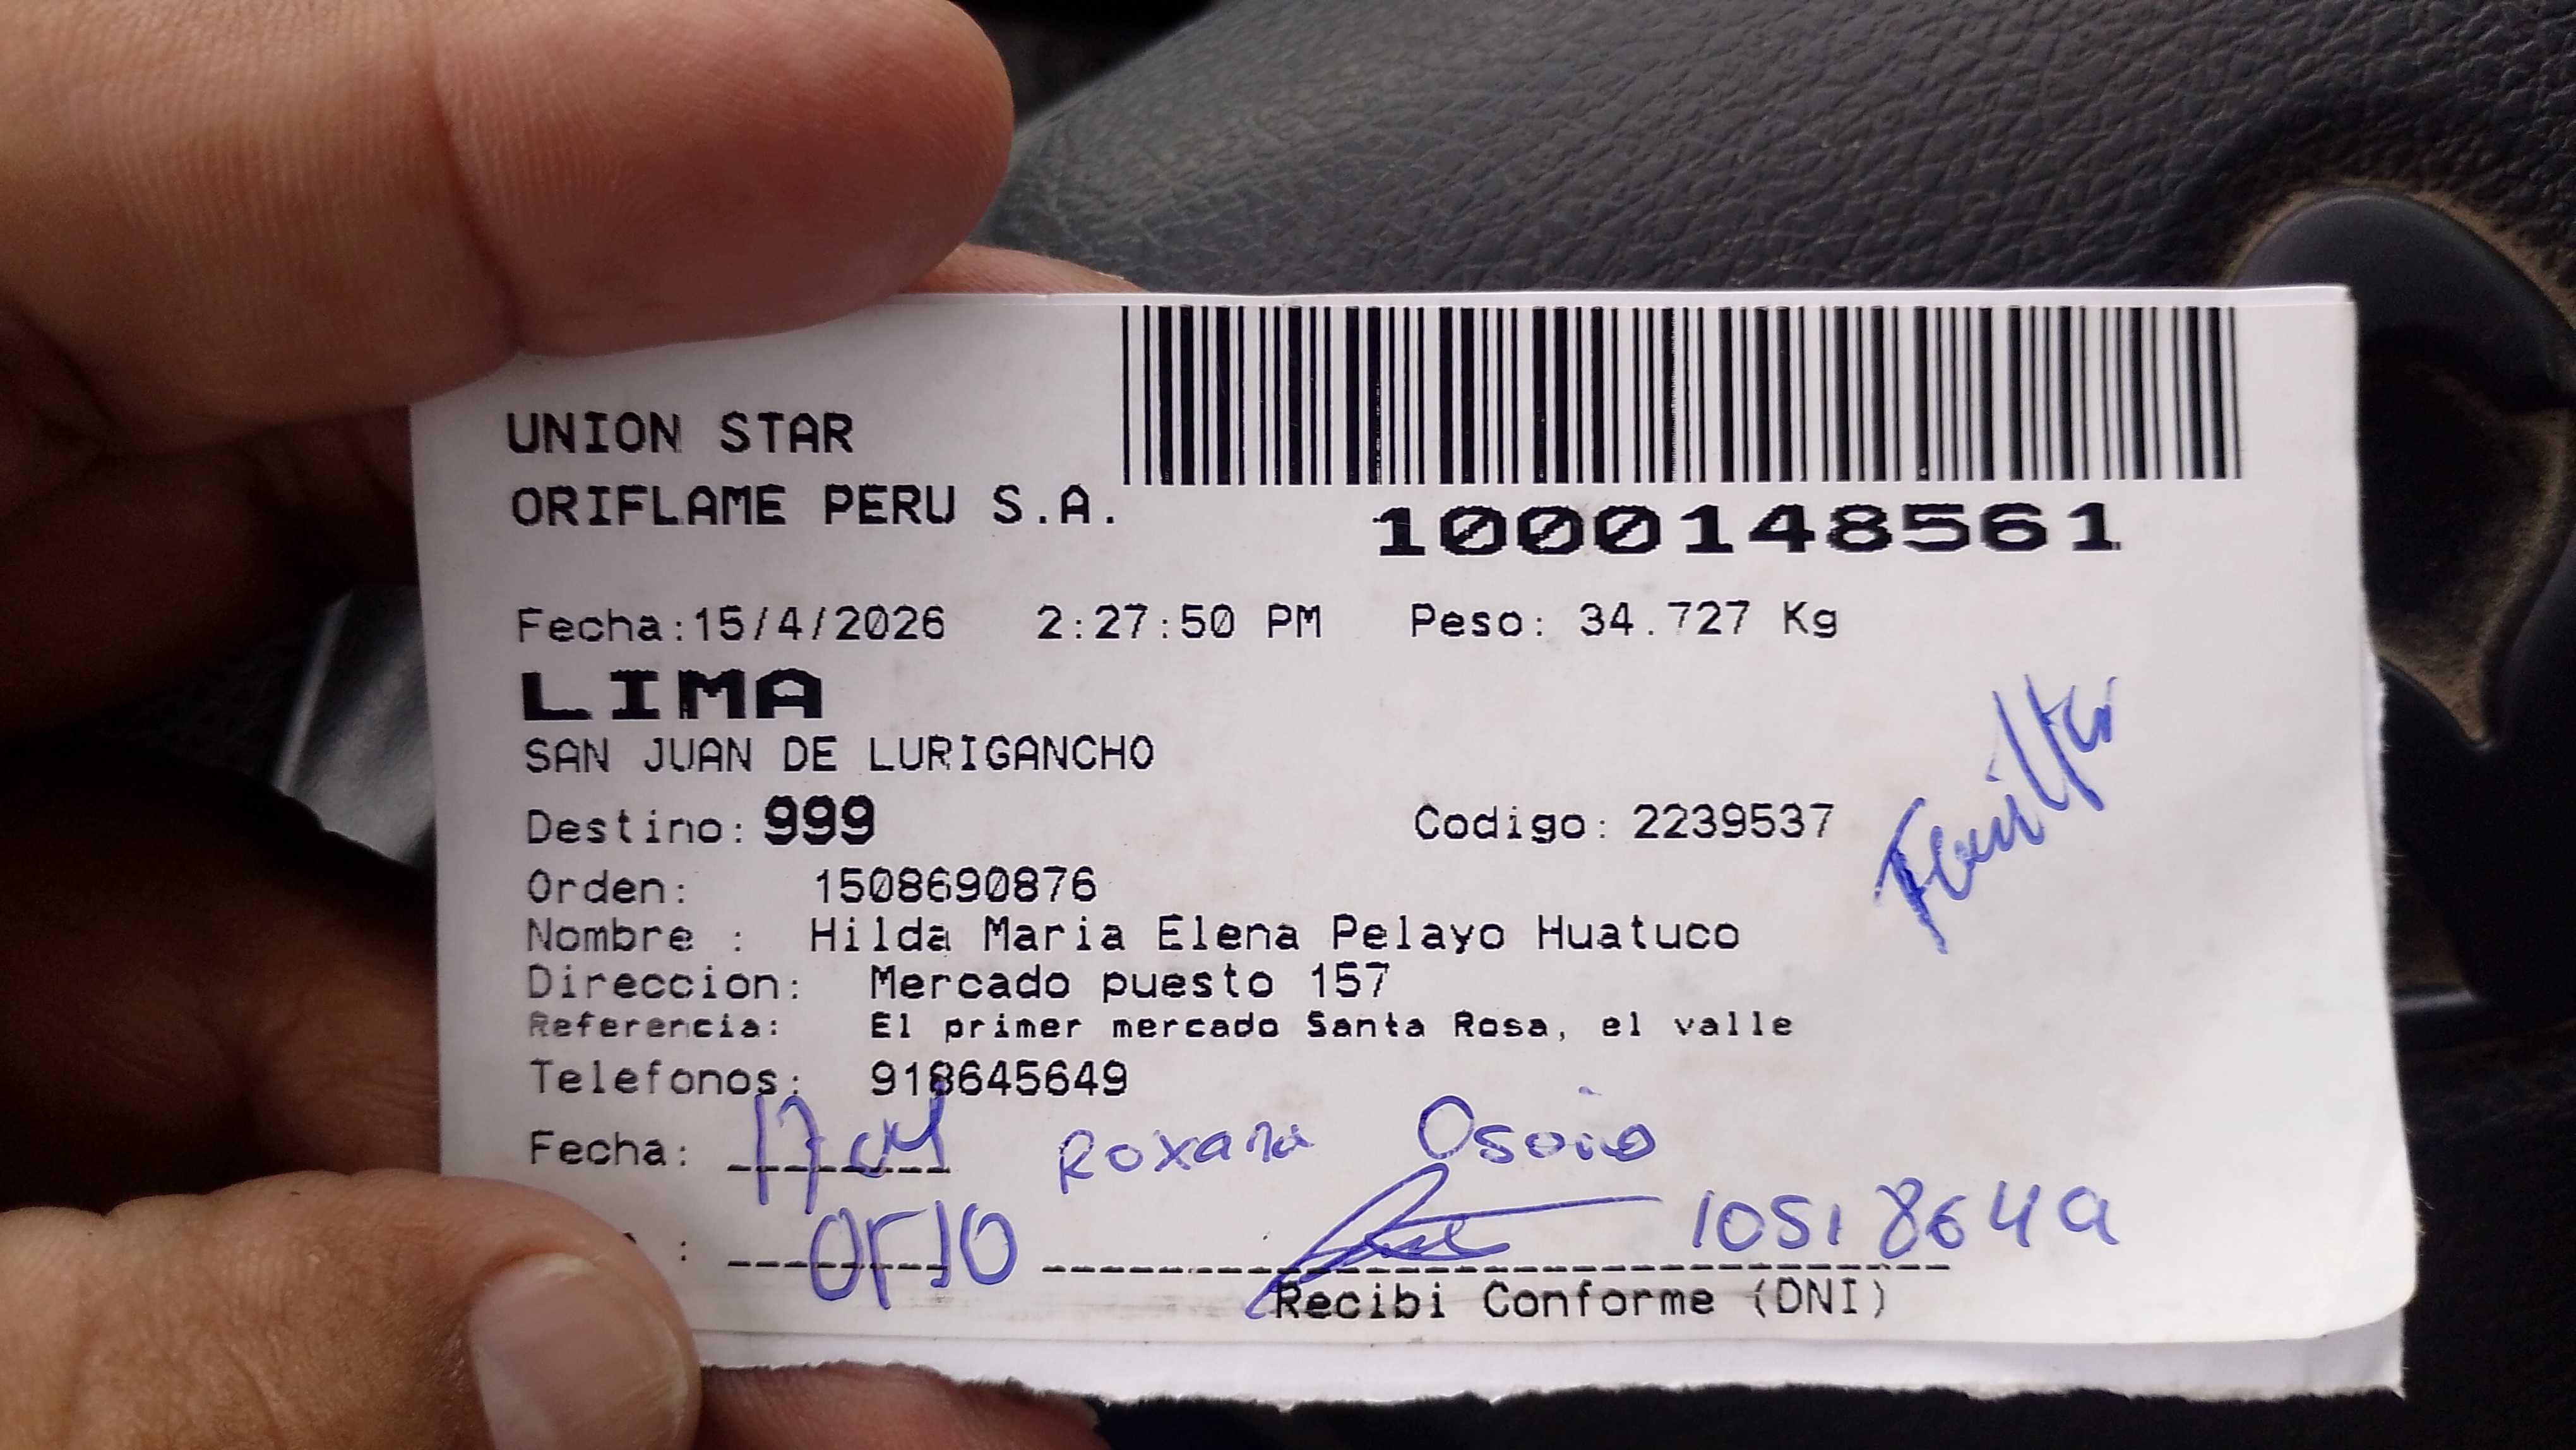 UNION STAR
ORIFLAME PERU S.A.
1000148561
Fecha:15/4/2026 2:27:50 PM Peso: 34.727 Kg
LIMA
SAN JUAN DE LURIGANCHO
Destino: 999 Codigo: 2239537
Orden: 1508690876
Nombre : Hilda Maria Elena Pelayo Huatuco
Direccion: Mercado puesto 157
Referencia: El primer mercado Santa Rosa, el valle
Telefonos: 918645649
Fecha: 17 04 Roxana Osorio
:
Recibi Conforme (DNI)